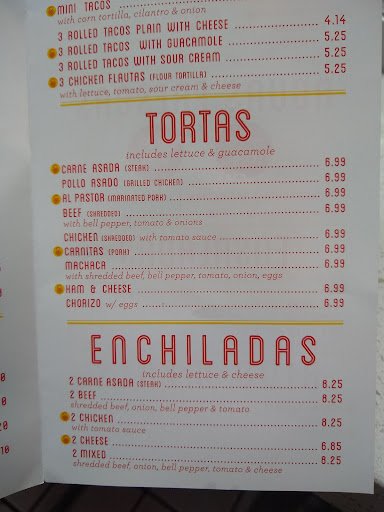 MINI TACOS
with corn tortilla, cilantro & onion
3 ROLLED TACOS PLAIN WITH CHEESE 4.14
3 ROLLED TACOS WITH GUACAMOLE 5.25
3 ROLLED TACOS WITH SOUR CREAM 5.25
3 CHICKEN FLAUTAS (FLOUR TORTILLA) 5.25
with lettuce, tomato, sour cream & cheese
TORTAS
includes lettuce & guacamole
CARNE ASADA (STEAK) 6.99
POLLO ASADO (GRILLED CHICKEN) 6.99
AL PASTOR (MARINATED PORK) 6.99
BEEF (SHREDDED) 6.99
with bell pepper, tomato & onions
CHICKEN (SHREDDED) with tomato sauce 6.99
CARNITAS (PORK) 6.99
MACHACA 6.99
with shredded beef, bell pepper, tomato, onion, eggs
HAM & CHEESE 6.99
CHORIZO w/ eggs 6.99
ENCHILADAS
includes lettuce & cheese
2 CARNE ASADA (STEAK) 8.25
2 BEEF 8.25
shredded beef, onion, bell pepper & tomato
2 CHICKEN 8.25
with tomato sauce
2 CHEESE 6.85
2 MIXED 8.25
shredded beef, onion, bell pepper, tomato & cheese